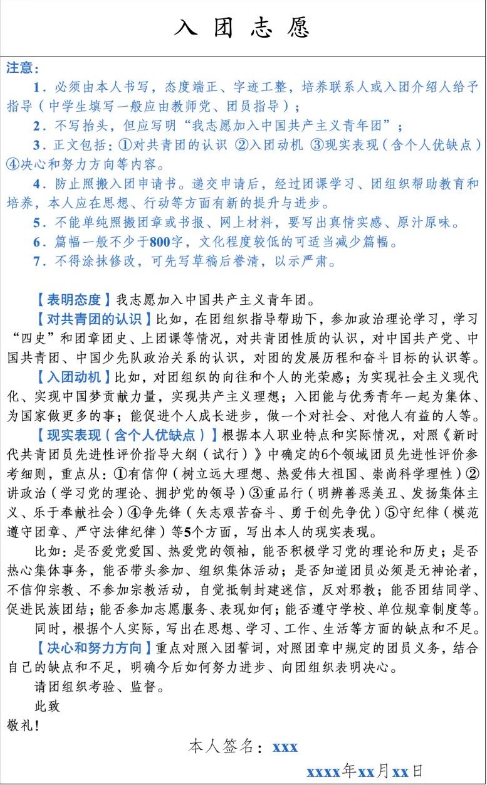 入 团 志 愿
注意：
1．必须由本人书写，态度端正、字迹工整，培养联系人或入团介绍人给予
指导（中学生填写一般应由教师党、团员指导）；
2．不写抬头，但应写明“我志愿加入中国共产主义青年团”；
3．正文包括：①对共青团的认识 ②入团动机 ③现实表现(含个人优缺点)
④决心和努力方向等内容。
4．防止照搬入团申请书。递交申请后，经过团课学习、团组织帮助教育和
培养，本人应在思想、行动等方面有新的提升与进步。
5．不能单纯照搬团章或书报、网上材料，要写出真情实感、原汁原味。
6．篇幅一般不少于800字，文化程度较低的可适当减少篇幅。
7．不得涂抹修改，可先写草稿后誊清，以示严肃。
【表明态度】我志愿加入中国共产主义青年团。
【对共青团的认识】比如，在团组织指导帮助下，参加政治理论学习，学习
“四史”和团章团史、上团课等情况，对共青团性质的认识，对中国共产党、中
国共青团、中国少先队政治关系的认识，对团的发展历程和奋斗目标的认识等。
【入团动机】比如，对团组织的向往和个人的光荣感；为实现社会主义现代
化、实现中国梦贡献力量，实现共产主义理想；入团能与优秀青年一起为集体、
为国家做更多的事；能促进个人成长进步，做一个对社会、对他人有益的人等。
【现实表现（含个人优缺点）】根据本人职业特点和实际情况，对照《新时
代共青团员先进性评价指导大纲（试行）》中确定的6个领域团员先进性评价参
考细则，重点从：①有信仰（树立远大理想、热爱伟大祖国、崇尚科学理性）②
讲政治（学习党的理论、拥护党的领导）③重品行（明辨善恶美丑、发扬集体主
义、乐于奉献社会）④争先锋（矢志艰苦奋斗、勇于创先争优）⑤守纪律（模范
遵守团章、严守法律纪律）等5个方面，写出本人的现实表现。
比如：是否爱党爱国、热爱党的领袖，能否积极学习党的理论和历史；是否
热心集体事务，能否带头参加、组织集体活动；是否知道团员必须是无神论者，
不信仰宗教、不参加宗教活动，自觉抵制封建迷信，反对邪教；能否团结同学、
促进民族团结；能否参加志愿服务、表现如何；能否遵守学校、单位规章制度等。
同时，根据个人实际，写出在思想、学习、工作、生活等方面的缺点和不足。
【决心和努力方向】重点对照入团誓词，对照团章中规定的团员义务，结合
自己的缺点和不足，明确今后如何努力进步、向团组织表明决心。
请团组织考验、监督。
此致
敬礼！
本人签名：xxx
xxxx年xx月xx日